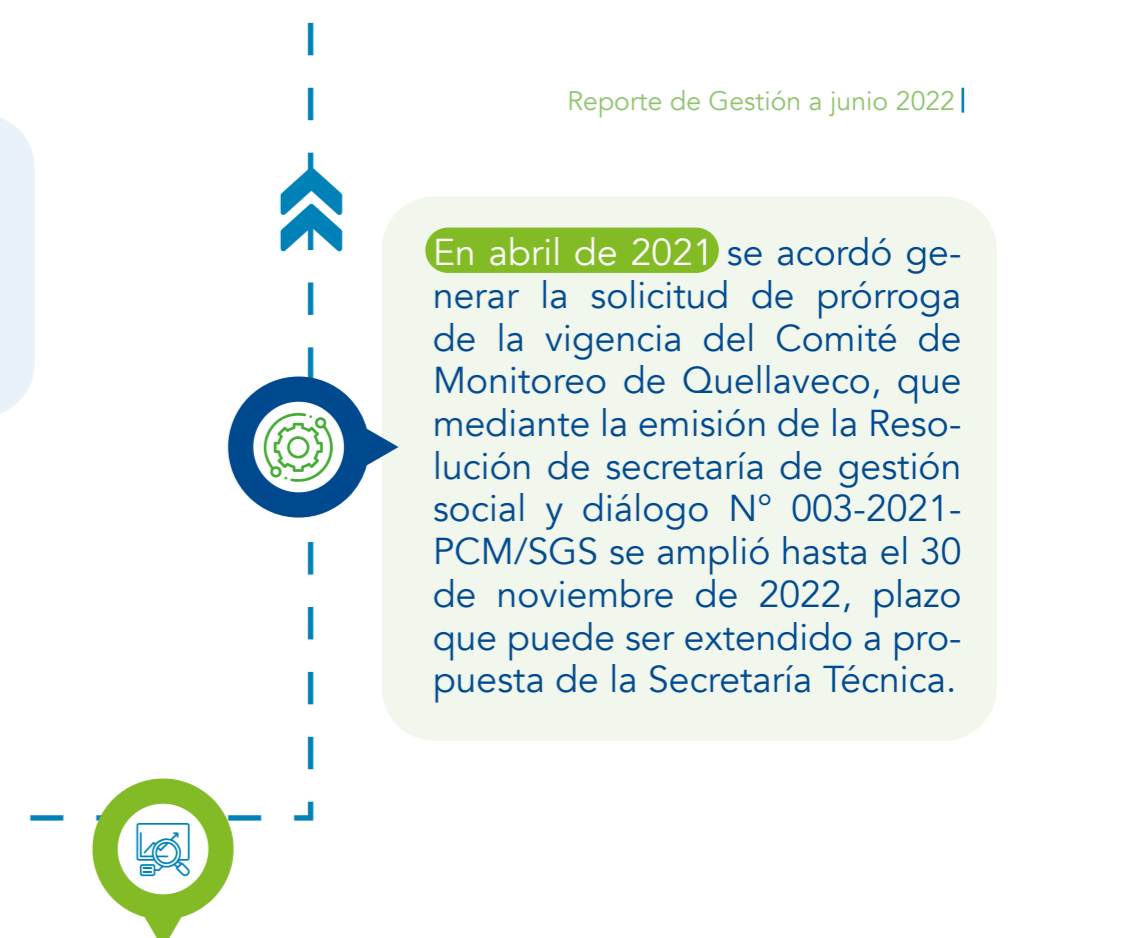 Reporte de Gestión a junio 2022
En abril de 2021 se acordó ge-
nerar la solicitud de prórroga
de la vigencia del Comité de
Monitoreo de Quellaveco, que
mediante la emisión de la Reso-
lución de secretaría de gestión
social y diálogo N° 003-2021-
PCM/SGS se amplió hasta el 30
de noviembre de 2022, plazo
que puede ser extendido a pro-
puesta de la Secretaría Técnica.